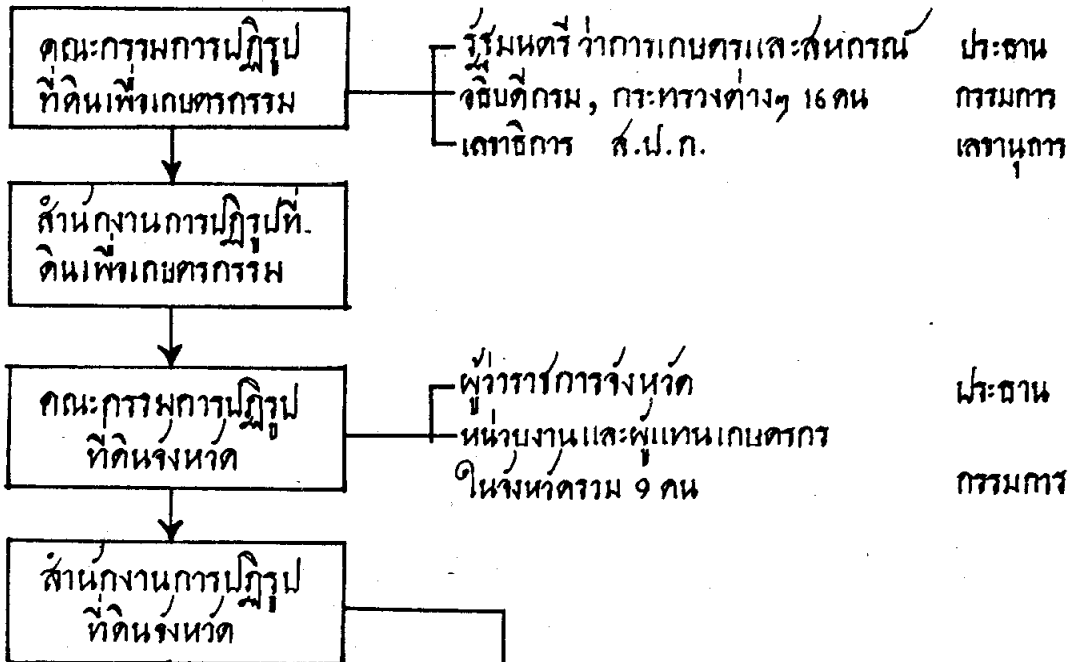 คณะกรรมการปฏิรูป
ที่ดินเพื่อเกษตรกรรม
รัฐมนตรีว่าการเกษตรและสหกรณ์ ประธาน
อธิบดีกรม, กระทรวงต่างๆ 16 คน กรรมการ
เลขาธิการ ส.ป.ก. เลขานุการ
สำนักงานการปฏิรูปที่-
ดินเพื่อเกษตรกรรม
คณะกรรมการปฏิรูป
ที่ดินจังหวัด
ผู้ว่าราชการจังหวัด ประธาน
หน่วยงานและผู้แทนเกษตรกร
ในจังหวัดรวม 9 คน กรรมการ
สำนักงานการปฏิรูป
ที่ดินจังหวัด